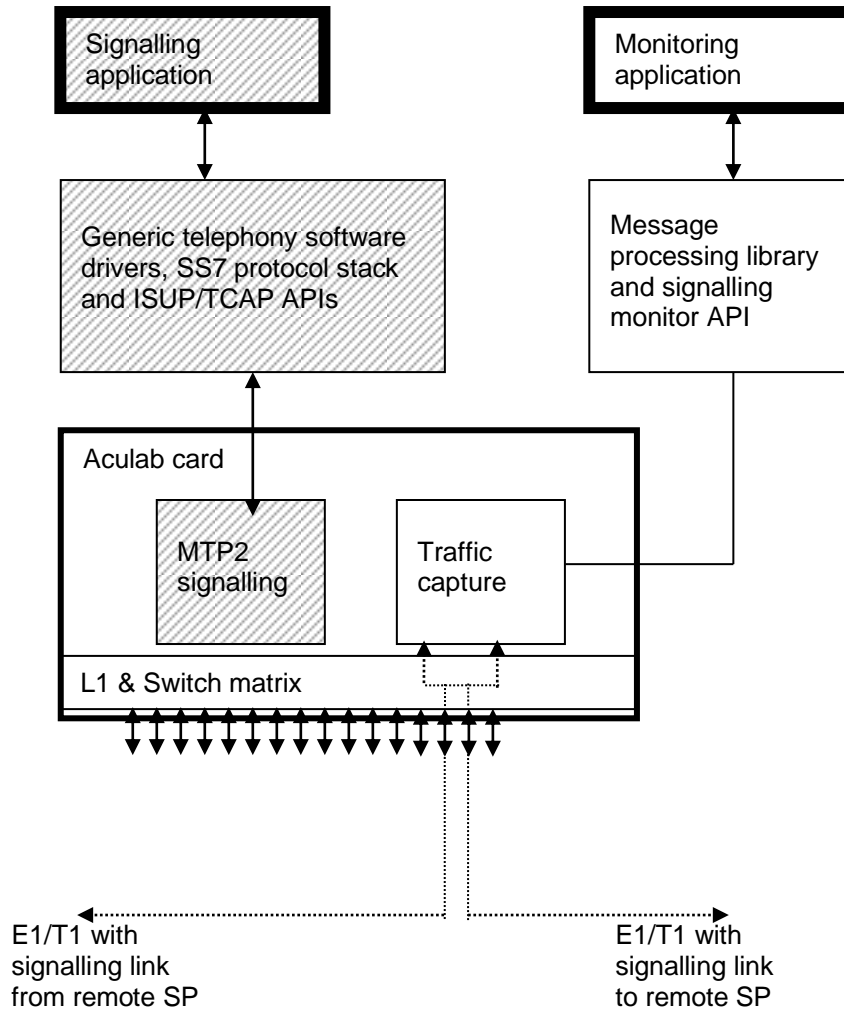 Signalling
application
Monitoring
application
Generic telephony software
drivers, SS7 protocol stack
and ISUP/TCAP APIs
Message
processing library
and signalling
monitor API
Aculab card
MTP2
signalling
Traffic
capture
L1 & Switch matrix
E1/T1 with
signalling link
from remote SP
E1/T1 with
signalling link
to remote SP